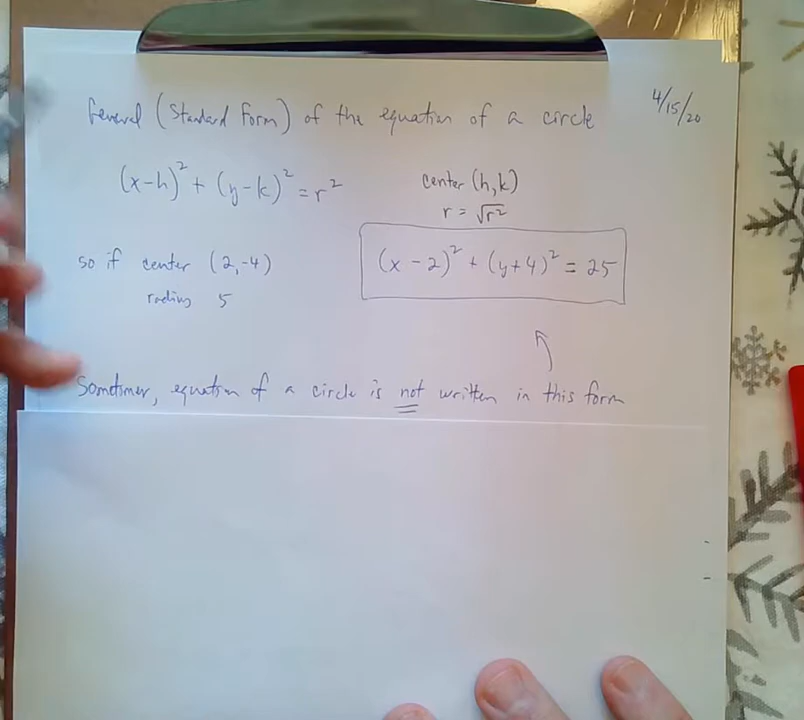 General (Standard Form) of the equation of a circle
4/15/20
(x-h)² + (y-k)² = r²
center (h,k)
r = √r²
so if center (2,-4)
radius 5
(x - 2)² + (y+4)² = 25
Sometimes, equation of a circle is not written in this form